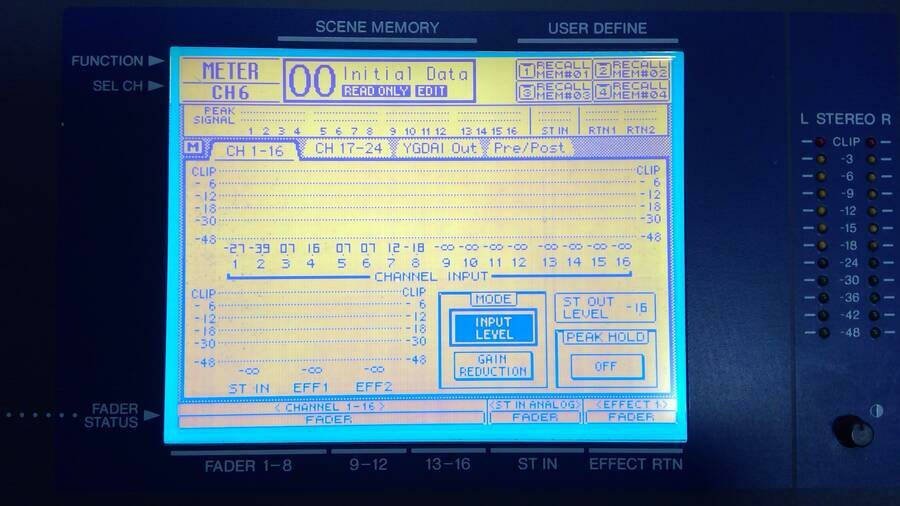 SCENE MEMORY
USER DEFINE
FUNCTION
SEL CH
METER
CH6
00 Initial Data
READ ONLY EDIT
1 RECALL MEM#01
2 RECALL MEM#02
3 RECALL MEM#03
4 RECALL MEM#04
PEAK
SIGNAL
1 2 3 4 5 6 7 8 9 10 11 12 13 14 15 16 ST IN RTN1 RTN2
M CH 1-16 CH 17-24 YGDAI Out Pre/Post
CLIP CLIP
-6 -6
-12 -12
-18 -18
-30 -30
-48 -48
-27 -39 07 16 07 07 12 -18 -∞ -∞ -∞ -∞ -∞ -∞ -∞ -∞
1 2 3 4 5 6 7 8 9 10 11 12 13 14 15 16
CHANNEL INPUT
CLIP CLIP
-6 -6
-12 -12
-18 -18
-30 -30
-48 -48
-∞ -∞ -∞
ST IN EFF1 EFF2
MODE
INPUT
LEVEL
GAIN
REDUCTION
ST OUT
LEVEL -16
PEAK HOLD
OFF
FADER
STATUS
< CHANNEL 1-16 > <ST IN ANALOG> <EFFECT 1>
FADER FADER FADER
FADER 1-8 9-12 13-16 ST IN EFFECT RTN
L STEREO R
CLIP
-3
-6
-9
-12
-15
-18
-24
-30
-36
-42
-48